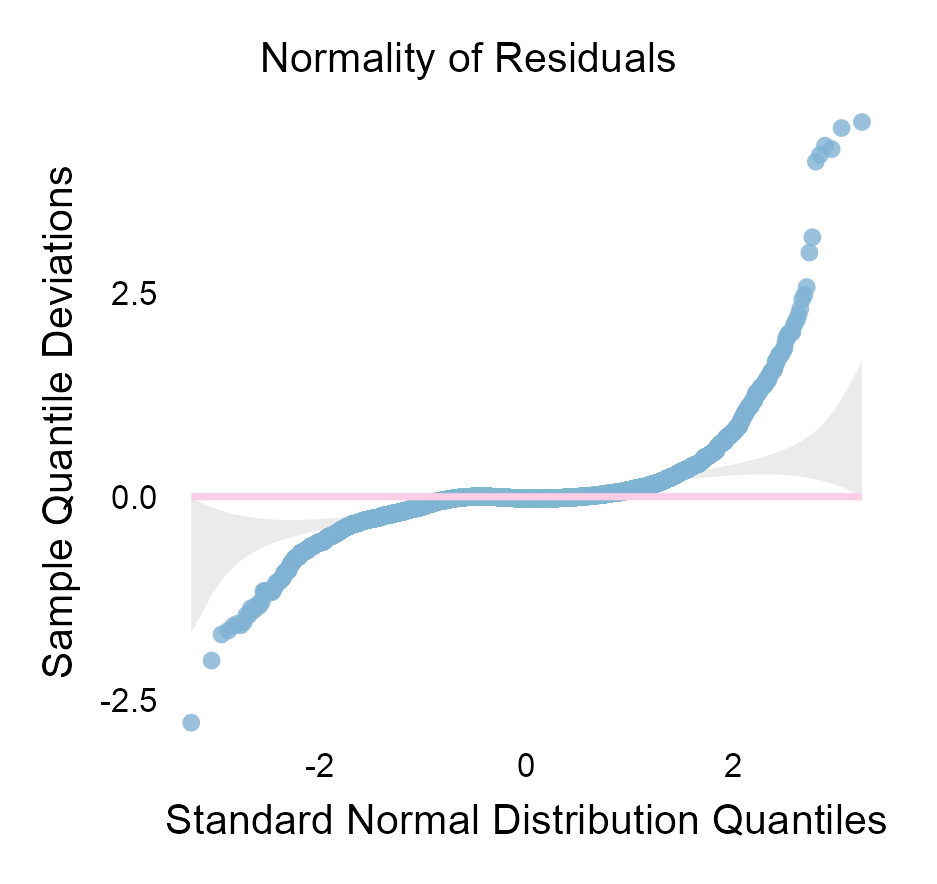 Normality of Residuals
Sample Quantile Deviations
2.5
0.0
-2.5
-2
0
2
Standard Normal Distribution Quantiles